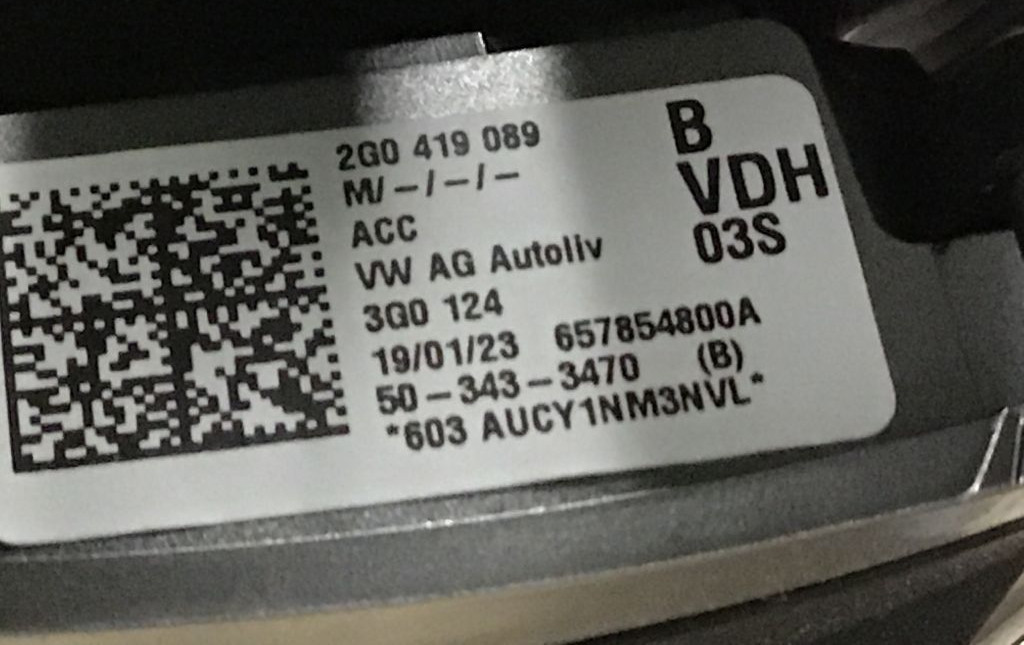 2G0 419 089
M/-/-/-
ACC
VW AG Autoliv
3G0 124
19/01/23 657854800A
50-343-3470 (B)
*603 AUCY1NM3NVL*
B
VDH
03S